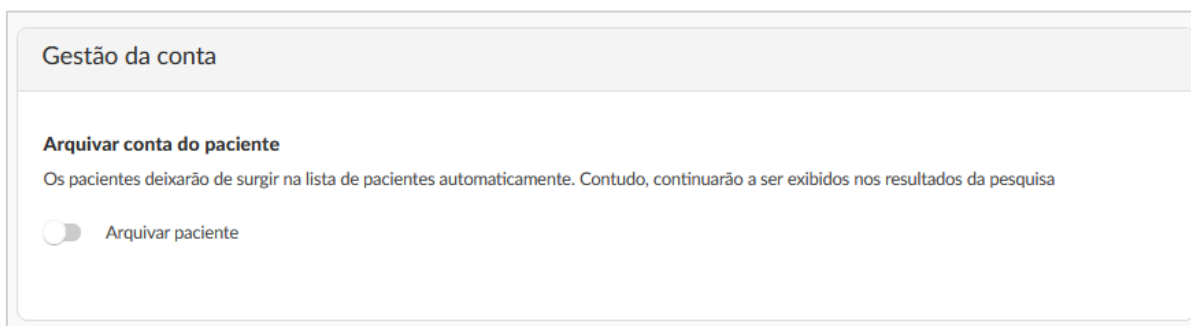 Gestão da conta
Arquivar conta do paciente
Os pacientes deixarão de surgir na lista de pacientes automaticamente. Contudo, continuarão a ser exibidos nos resultados da pesquisa
Arquivar paciente